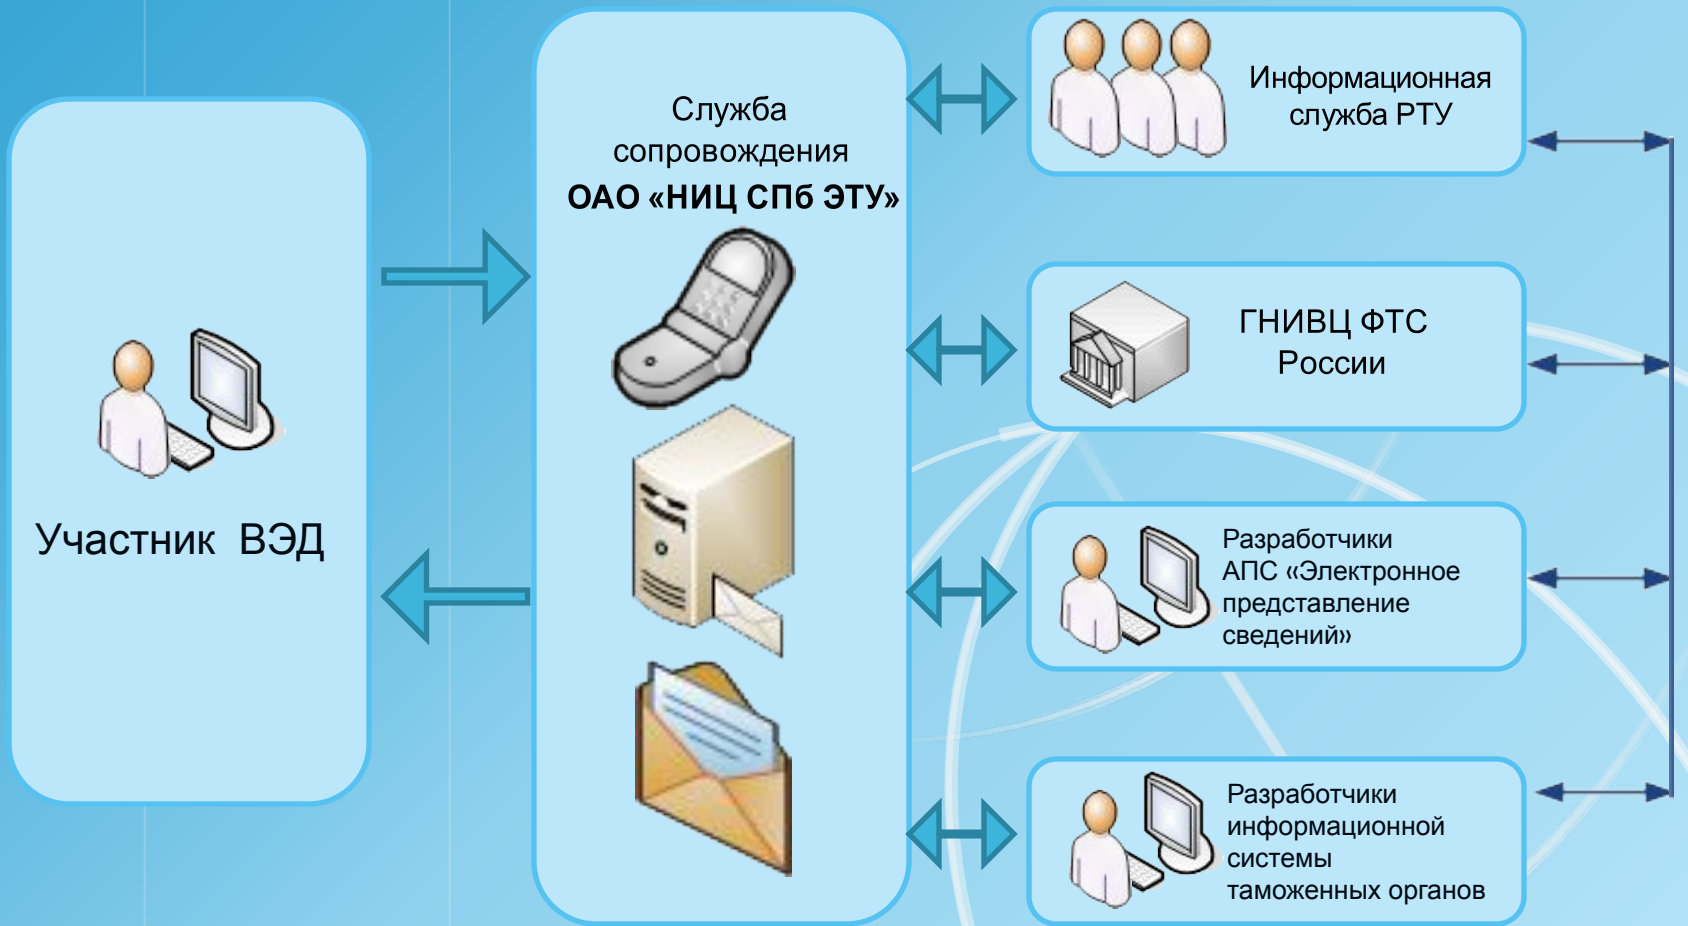 Участник ВЭД
Служба
сопровождения
ОАО «НИЦ СПб ЭТУ»
Информационная
служба РТУ
ГНИВЦ ФТС
России
Разработчики
АПС «Электронное
представление
сведений»
Разработчики
информационной
системы
таможенных органов